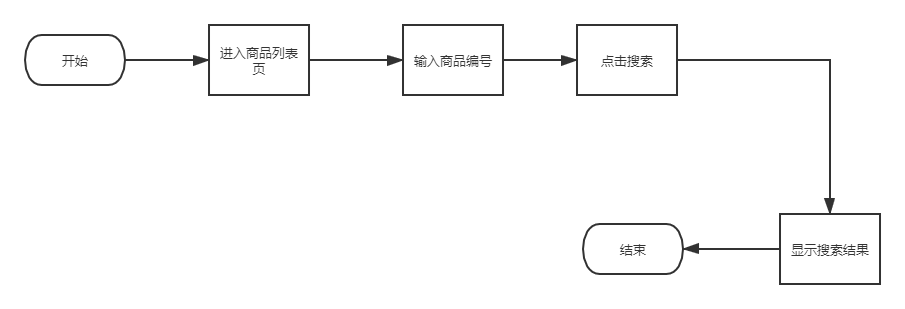 开始
进入商品列表
页
输入商品编号
点击搜索
显示搜索结果
结束